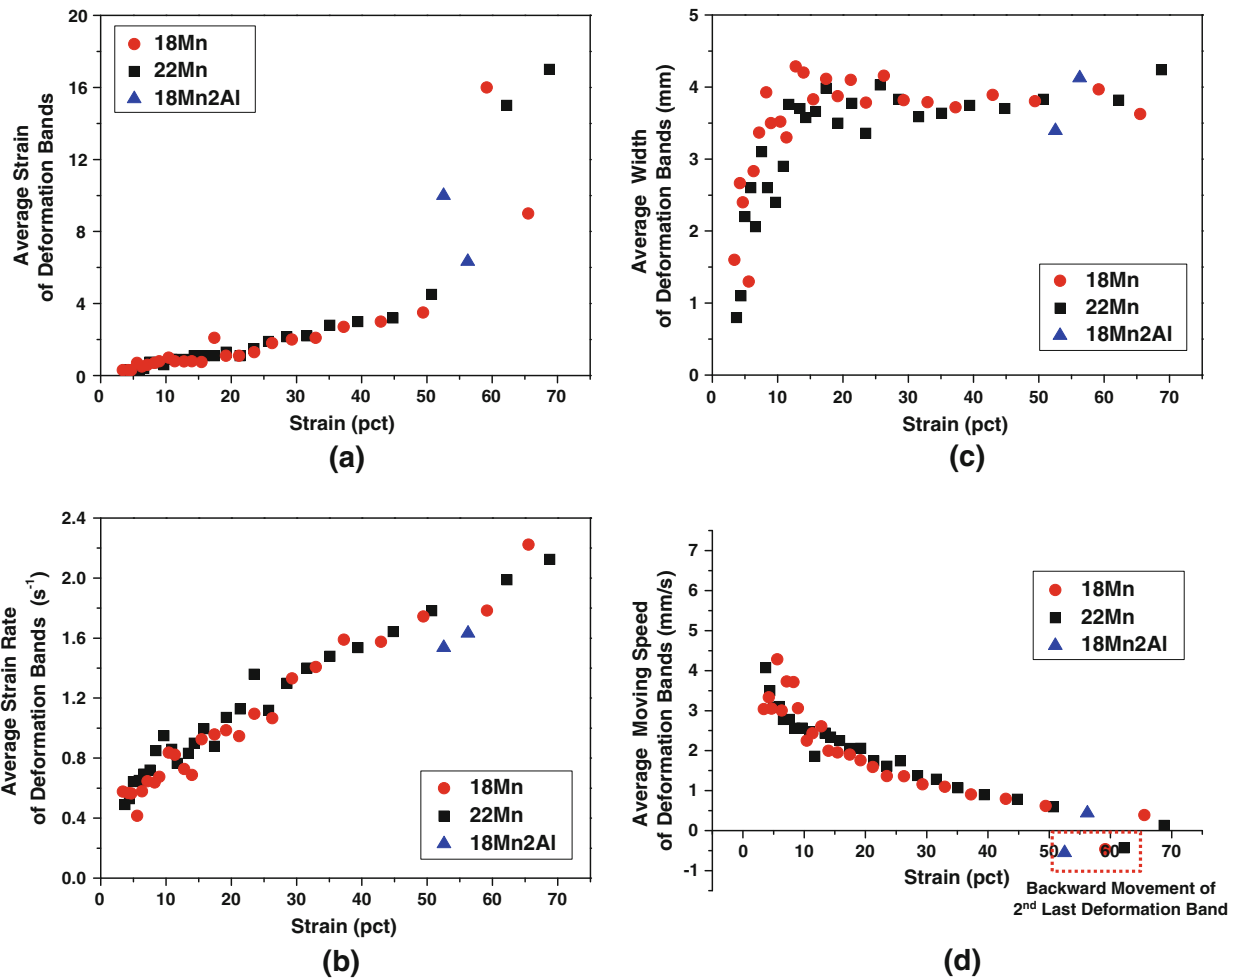 20
16
12
8
4
0
18Mn
22Mn
18Mn2Al
Average Strain
of Deformation Bands
0 10 20 30 40 50 60 70
Strain (pct)
(a)
5
4
3
2
1
0
Average Width
of Deformation Bands (mm)
18Mn
22Mn
18Mn2Al
0 10 20 30 40 50 60 70
Strain (pct)
(c)
2.4
2.0
1.6
1.2
0.8
0.4
0.0
Average Strain Rate
of Deformation Bands (s⁻¹)
18Mn
22Mn
18Mn2Al
0 10 20 30 40 50 60 70
Strain (pct)
(b)
7
6
5
4
3
2
1
0
-1
Average Moving Speed
of Deformation Bands (mm/s)
18Mn
22Mn
18Mn2Al
0 10 20 30 40 50 60 70
Strain (pct)
Backward Movement of
2ⁿᵈ Last Deformation Band
(d)